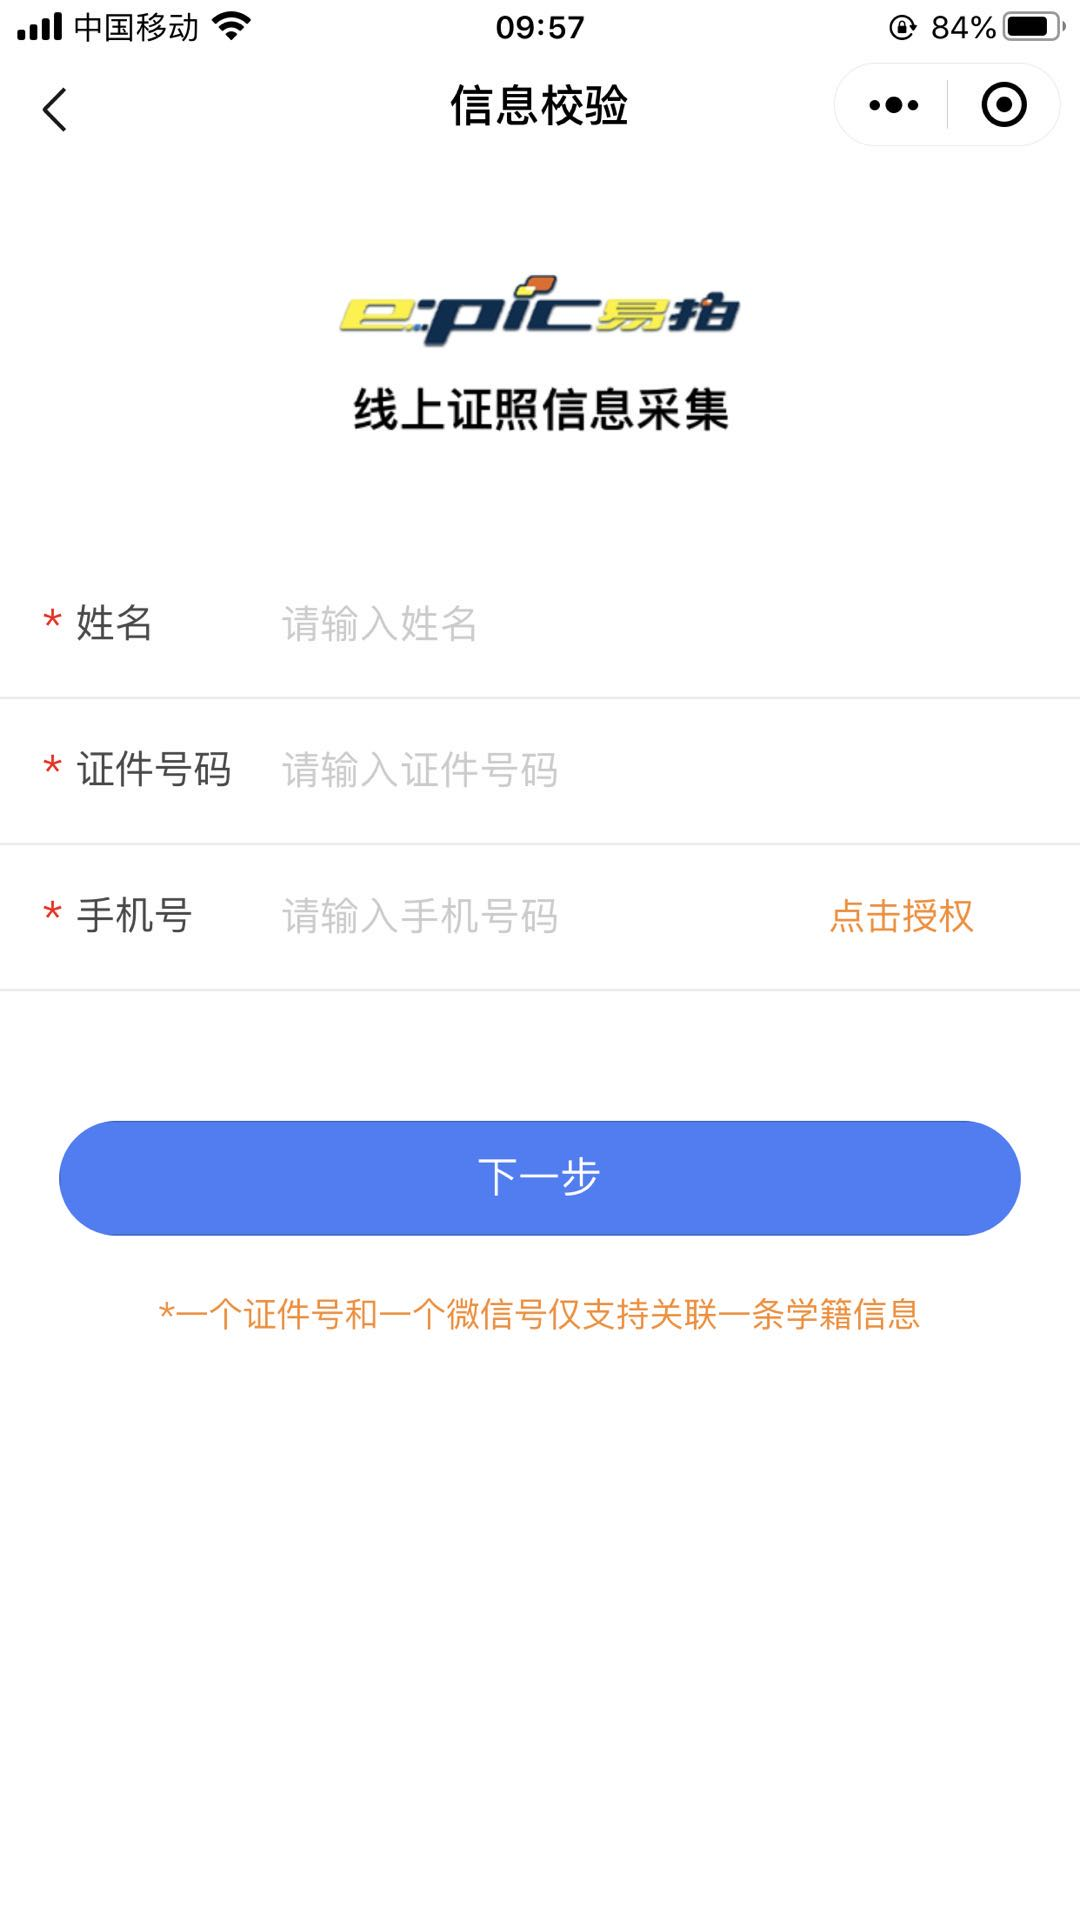 中国移动 09:57 84%
信息校验
e:pic易拍
线上证照信息采集
* 姓名 请输入姓名
* 证件号码 请输入证件号码
* 手机号 请输入手机号码 点击授权
下一步
*一个证件号和一个微信号仅支持关联一条学籍信息